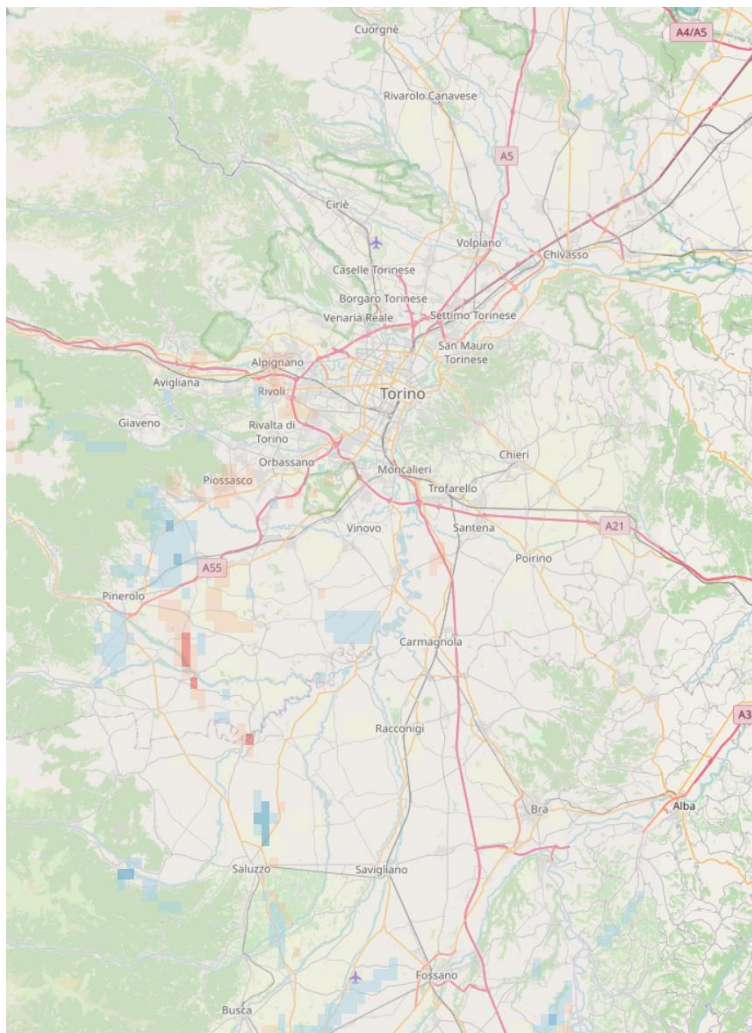 Cuorgnè
A4/A5
Rivarolo Canavese
A5
Ciriè
Volpiano
Chivasso
Caselle Torinese
Borgaro Torinese
Venaria Reale
Settimo Torinese
San Mauro
Torinese
Alpignano
Avigliana
Rivoli
Torino
Giaveno
Rivalta di
Torino
Chieri
Orbassano
Moncalieri
Piossasco
Trofarello
Vinovo
Santena
A21
Poirino
A55
Pinerolo
Carmagnola
Racconigi
A3
Alba
Bra
Saluzzo
Savigliano
Fossano
Busca